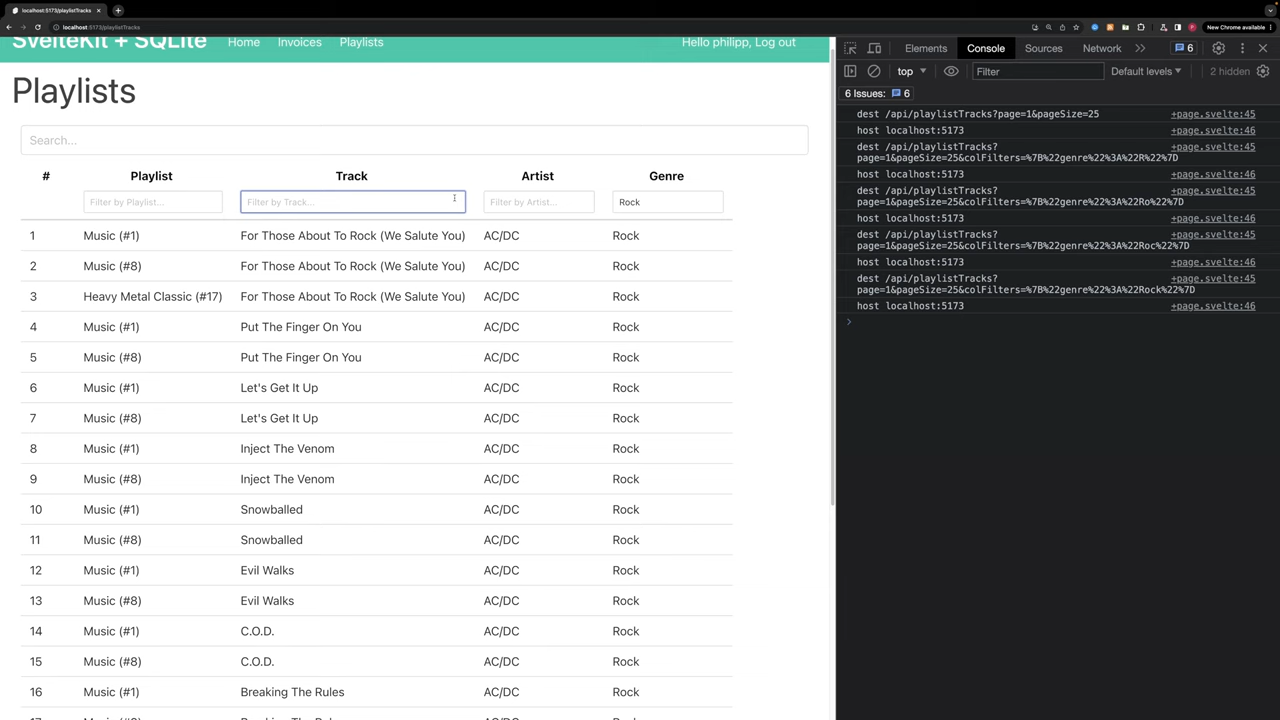 localhost:5173/playlistTracks
localhost:5173/playlistTracks
New Chrome available
SvelteKit + SQLite Home Invoices Playlists Hello philipp, Log out
Playlists
Search...
# Playlist Track Artist Genre
Filter by Playlist... Filter by Track... Filter by Artist... Rock
1 Music (#1) For Those About To Rock (We Salute You) AC/DC Rock
2 Music (#8) For Those About To Rock (We Salute You) AC/DC Rock
3 Heavy Metal Classic (#17) For Those About To Rock (We Salute You) AC/DC Rock
4 Music (#1) Put The Finger On You AC/DC Rock
5 Music (#8) Put The Finger On You AC/DC Rock
6 Music (#1) Let's Get It Up AC/DC Rock
7 Music (#8) Let's Get It Up AC/DC Rock
8 Music (#1) Inject The Venom AC/DC Rock
9 Music (#8) Inject The Venom AC/DC Rock
10 Music (#1) Snowballed AC/DC Rock
11 Music (#8) Snowballed AC/DC Rock
12 Music (#1) Evil Walks AC/DC Rock
13 Music (#8) Evil Walks AC/DC Rock
14 Music (#1) C.O.D. AC/DC Rock
15 Music (#8) C.O.D. AC/DC Rock
16 Music (#1) Breaking The Rules AC/DC Rock
Elements Console Sources Network 6
top Filter Default levels 2 hidden
6 Issues: 6
dest /api/playlistTracks?page=1&pageSize=25 +page.svelte:45
host localhost:5173 +page.svelte:46
dest /api/playlistTracks? +page.svelte:45
page=1&pageSize=25&colFilters=%7B%22genre%22%3A%22R%22%7D
host localhost:5173 +page.svelte:46
dest /api/playlistTracks? +page.svelte:45
page=1&pageSize=25&colFilters=%7B%22genre%22%3A%22Ro%22%7D
host localhost:5173 +page.svelte:46
dest /api/playlistTracks? +page.svelte:45
page=1&pageSize=25&colFilters=%7B%22genre%22%3A%22Roc%22%7D
host localhost:5173 +page.svelte:46
dest /api/playlistTracks? +page.svelte:45
page=1&pageSize=25&colFilters=%7B%22genre%22%3A%22Rock%22%7D
host localhost:5173 +page.svelte:46